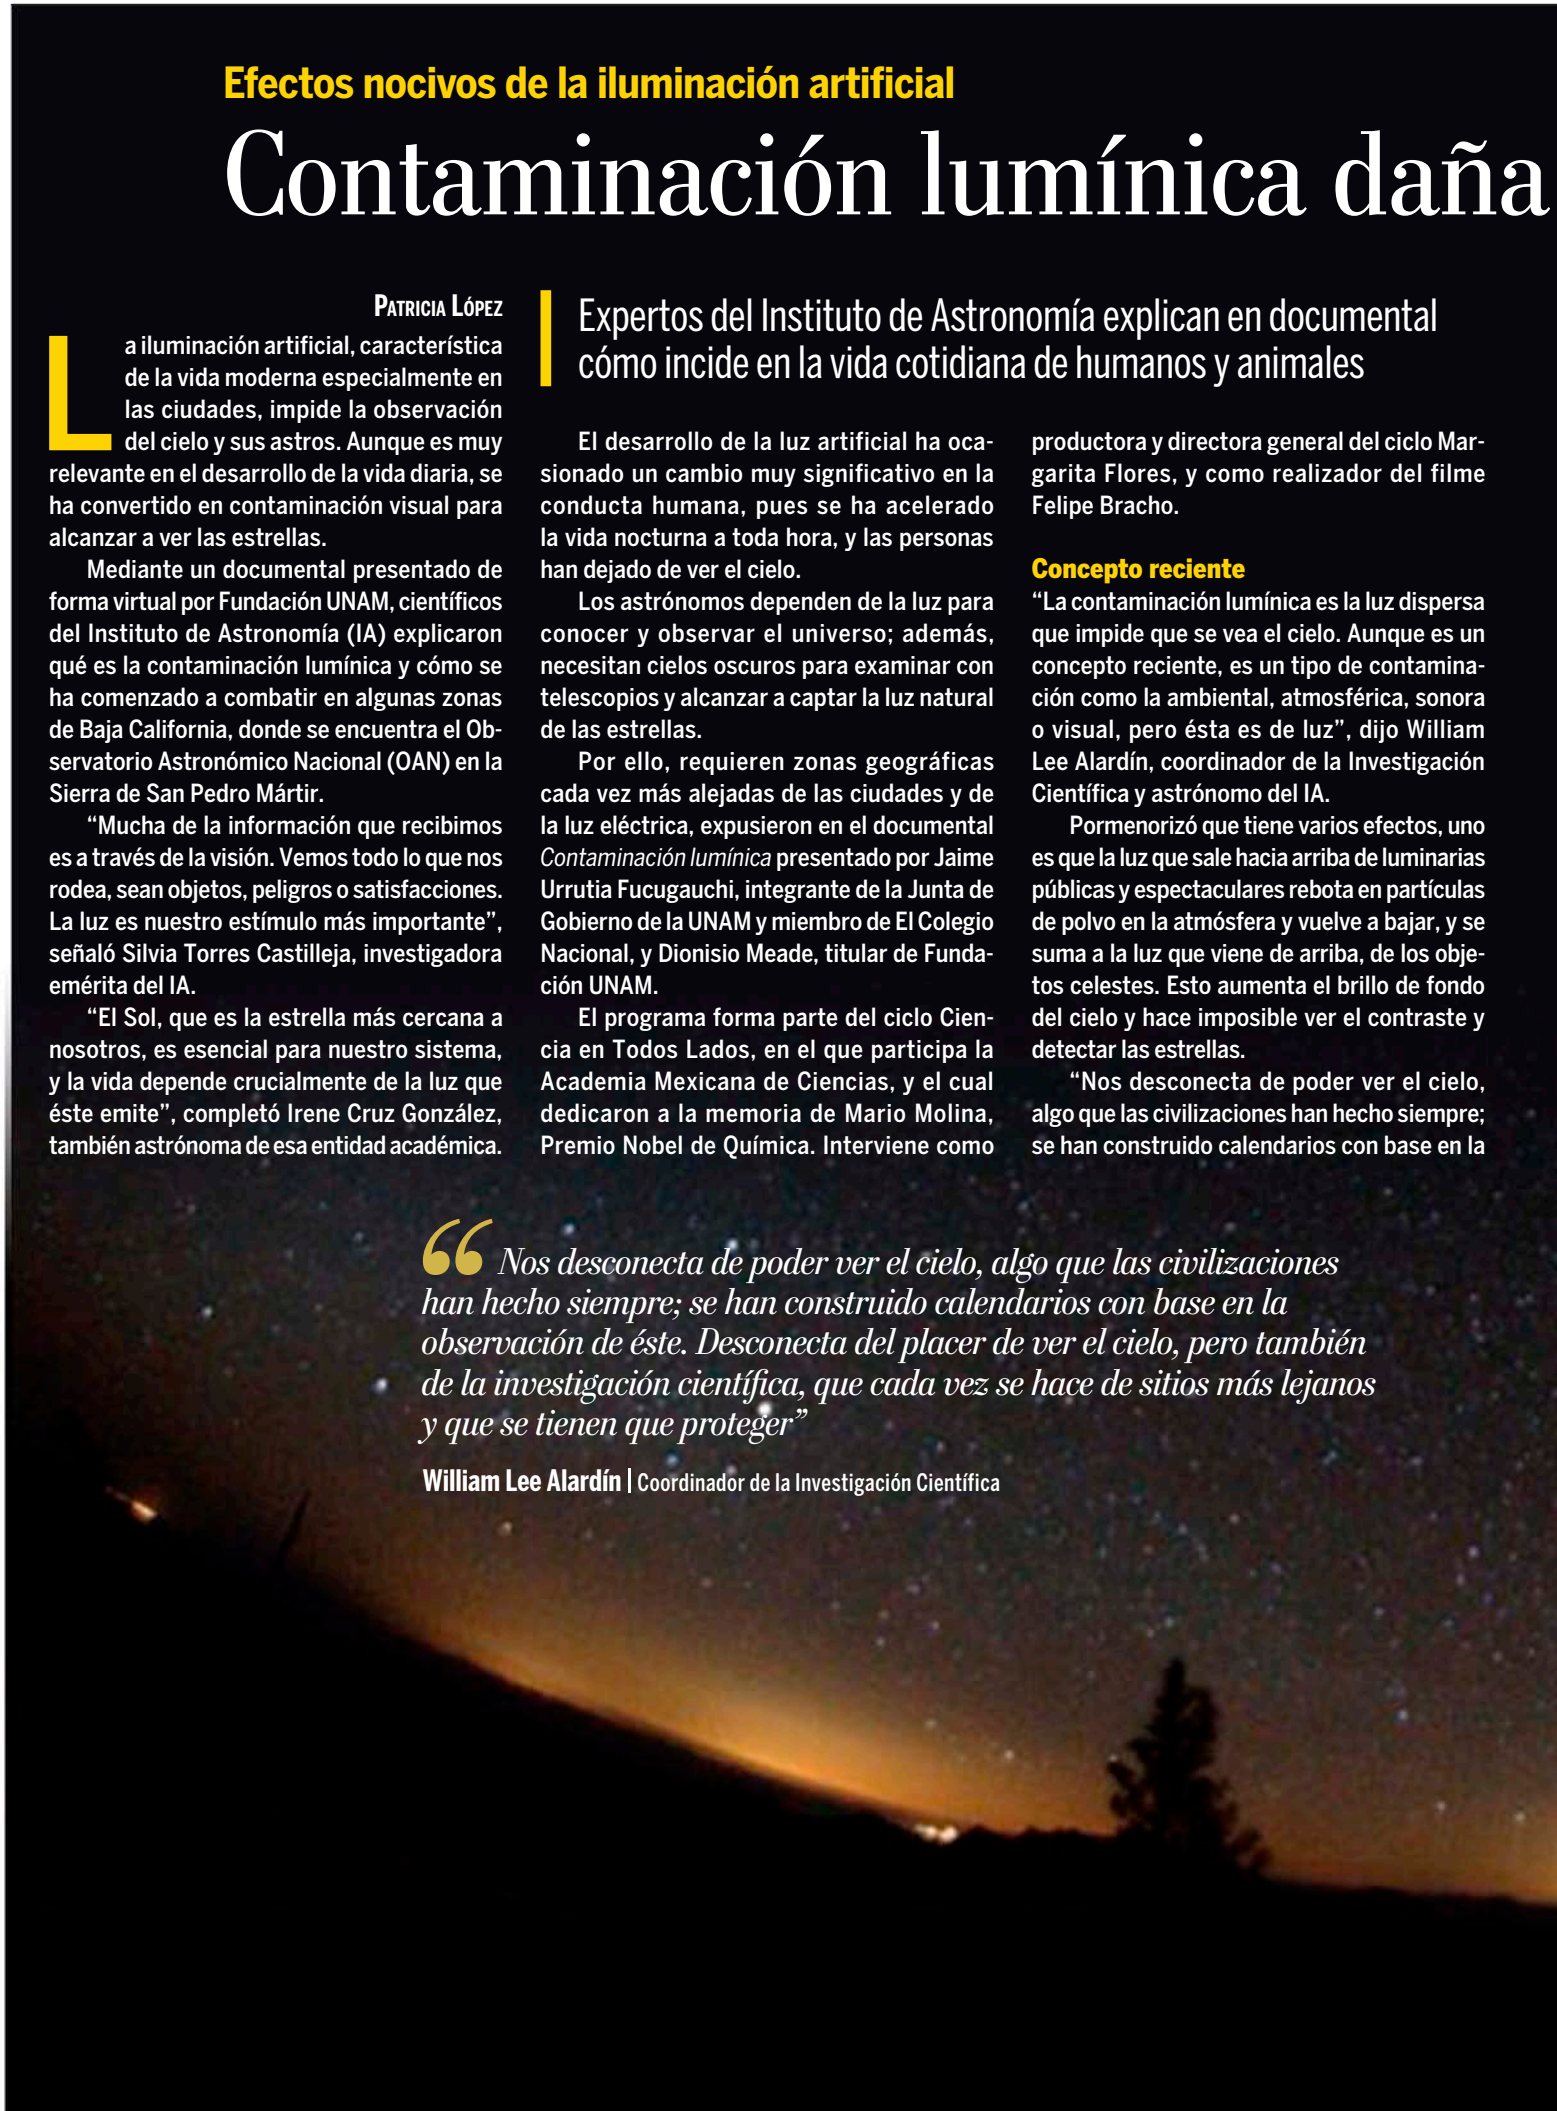 Efectos nocivos de la iluminación artificial
Contaminación lumínica daña
PATRICIA LÓPEZ
Expertos del Instituto de Astronomía explican en documental
cómo incide en la vida cotidiana de humanos y animales
La iluminación artificial, característica
de la vida moderna especialmente en
las ciudades, impide la observación
del cielo y sus astros. Aunque es muy
relevante en el desarrollo de la vida diaria, se
ha convertido en contaminación visual para
alcanzar a ver las estrellas.
Mediante un documental presentado de
forma virtual por Fundación UNAM, científicos
del Instituto de Astronomía (IA) explicaron
qué es la contaminación lumínica y cómo se
ha comenzado a combatir en algunas zonas
de Baja California, donde se encuentra el Ob-
servatorio Astronómico Nacional (OAN) en la
Sierra de San Pedro Mártir.
“Mucha de la información que recibimos
es a través de la visión. Vemos todo lo que nos
rodea, sean objetos, peligros o satisfacciones.
La luz es nuestro estímulo más importante”,
señaló Silvia Torres Castilleja, investigadora
emérita del IA.
“El Sol, que es la estrella más cercana a
nosotros, es esencial para nuestro sistema,
y la vida depende crucialmente de la luz que
éste emite”, completó Irene Cruz González,
también astrónoma de esa entidad académica.
El desarrollo de la luz artificial ha oca-
sionado un cambio muy significativo en la
conducta humana, pues se ha acelerado
la vida nocturna a toda hora, y las personas
han dejado de ver el cielo.
Los astrónomos dependen de la luz para
conocer y observar el universo; además,
necesitan cielos oscuros para examinar con
telescopios y alcanzar a captar la luz natural
de las estrellas.
Por ello, requieren zonas geográficas
cada vez más alejadas de las ciudades y de
la luz eléctrica, expusieron en el documental
Contaminación lumínica presentado por Jaime
Urrutia Fucugauchi, integrante de la Junta de
Gobierno de la UNAM y miembro de El Colegio
Nacional, y Dionisio Meade, titular de Funda-
ción UNAM.
El programa forma parte del ciclo Cien-
cia en Todos Lados, en el que participa la
Academia Mexicana de Ciencias, y el cual
dedicaron a la memoria de Mario Molina,
Premio Nobel de Química. Interviene como
productora y directora general del ciclo Mar-
garita Flores, y como realizador del filme
Felipe Bracho.
Concepto reciente
“La contaminación lumínica es la luz dispersa
que impide que se vea el cielo. Aunque es un
concepto reciente, es un tipo de contamina-
ción como la ambiental, atmosférica, sonora
o visual, pero ésta es de luz”, dijo William
Lee Alardín, coordinador de la Investigación
Científica y astrónomo del IA.
Pormenorizó que tiene varios efectos, uno
es que la luz que sale hacia arriba de luminarias
públicas y espectaculares rebota en partículas
de polvo en la atmósfera y vuelve a bajar, y se
suma a la luz que viene de arriba, de los obje-
tos celestes. Esto aumenta el brillo de fondo
del cielo y hace imposible ver el contraste y
detectar las estrellas.
“Nos desconecta de poder ver el cielo,
algo que las civilizaciones han hecho siempre;
se han construido calendarios con base en la
“Nos desconecta de poder ver el cielo, algo que las civilizaciones
han hecho siempre; se han construido calendarios con base en la
observación de éste. Desconecta del placer de ver el cielo, pero también
de la investigación científica, que cada vez se hace de sitios más lejanos
y que se tienen que proteger”
William Lee Alardín | Coordinador de la Investigación Científica